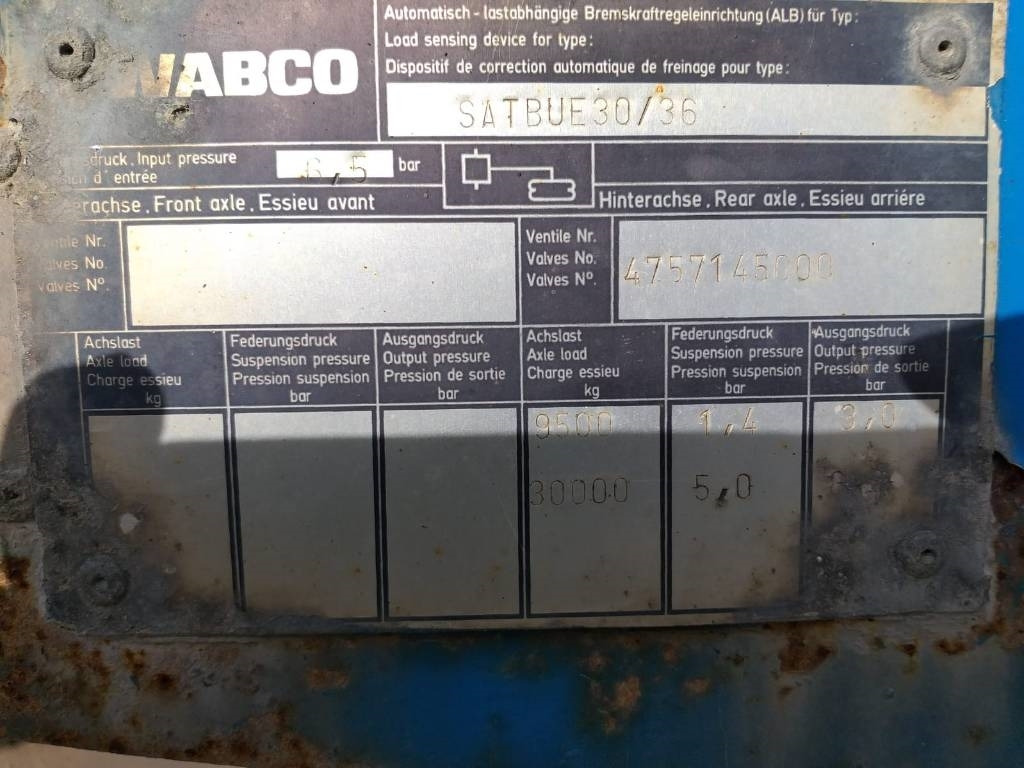 WABCO
Automatisch - lastabhängige Bremskraftregeleinrichtung (ALB) für Typ:
Load sensing device for type:
Dispositif de correction automatique de freinage pour type:
SATBUE30/36
druck, Input pressure
d'entrée
6,5 bar
Front axle, Essieu avant
Hinterachse, Rear axle, Essieu arriére
Nr.
No.
Valves N°.
Ventile Nr.
Valves No.
Valves N°.
4757145000
Achslast
Axle load
Charge essieu
kg
Federungsdruck
Suspension pressure
Pression suspension
bar
Ausgangsdruck
Output pressure
Pression de sortie
bar
Achslast
Axle load
Charge essieu
kg
Federungsdruck
Suspension pressure
Pression suspension
bar
Ausgangsdruck
Output pressure
Pression de sortie
bar
9500 1,4 3,0
30000 5,0